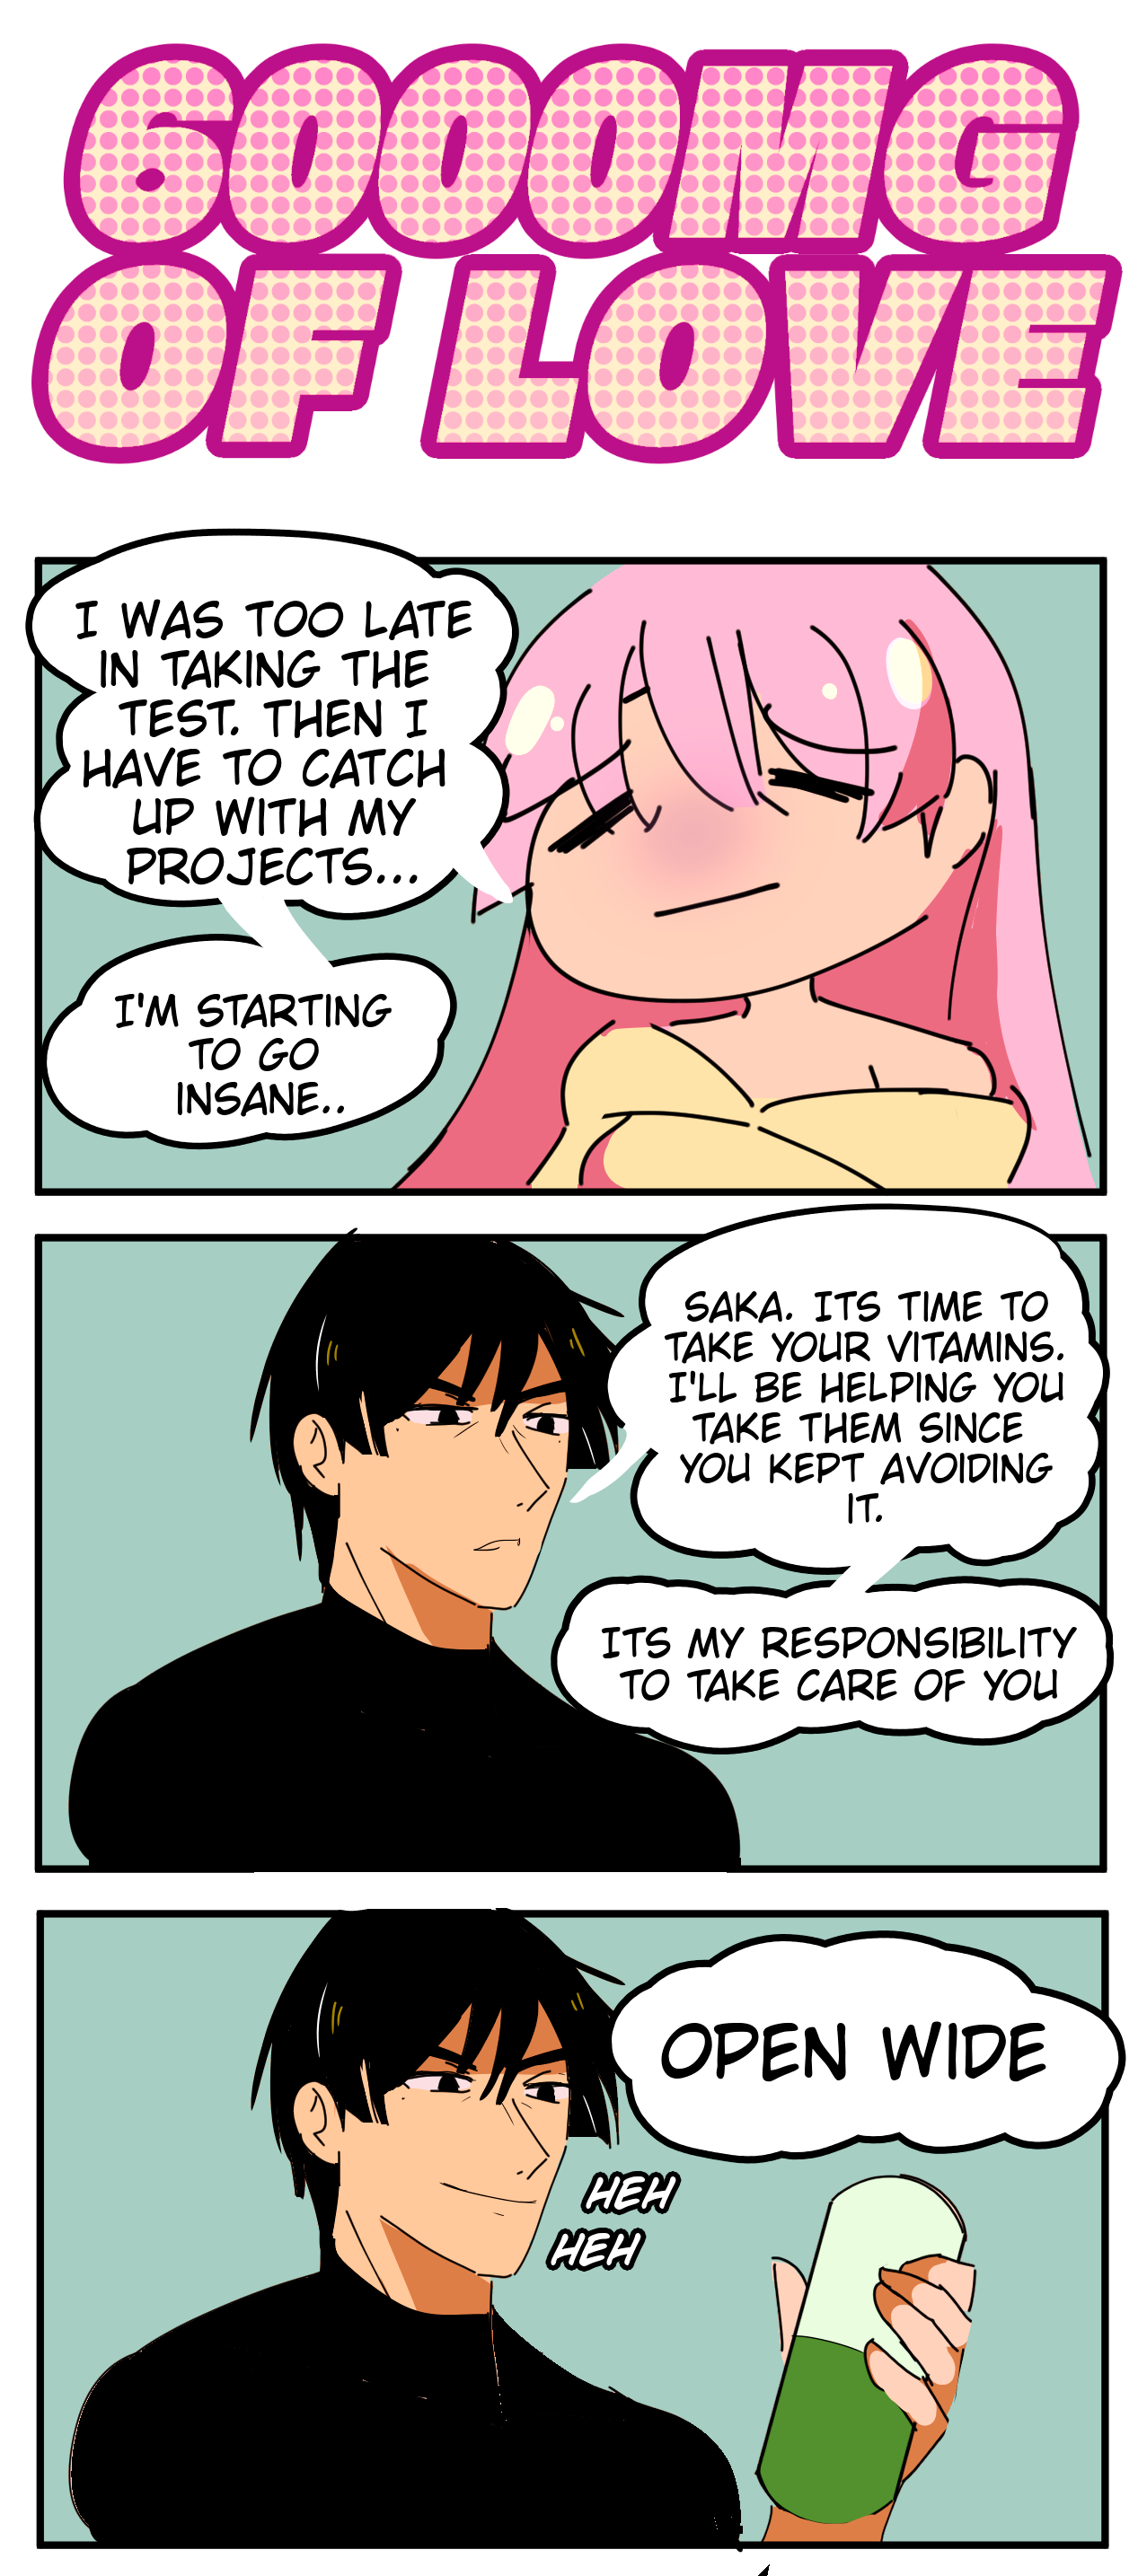 6000MG
OF LOVE
I WAS TOO LATE
IN TAKING THE
TEST. THEN I
HAVE TO CATCH
UP WITH MY
PROJECTS...
I'M STARTING
TO GO
INSANE..
SAKA. ITS TIME TO
TAKE YOUR VITAMINS.
I'LL BE HELPING YOU
TAKE THEM SINCE
YOU KEPT AVOIDING
IT.
ITS MY RESPONSIBILITY
TO TAKE CARE OF YOU
OPEN WIDE
HEH
HEH